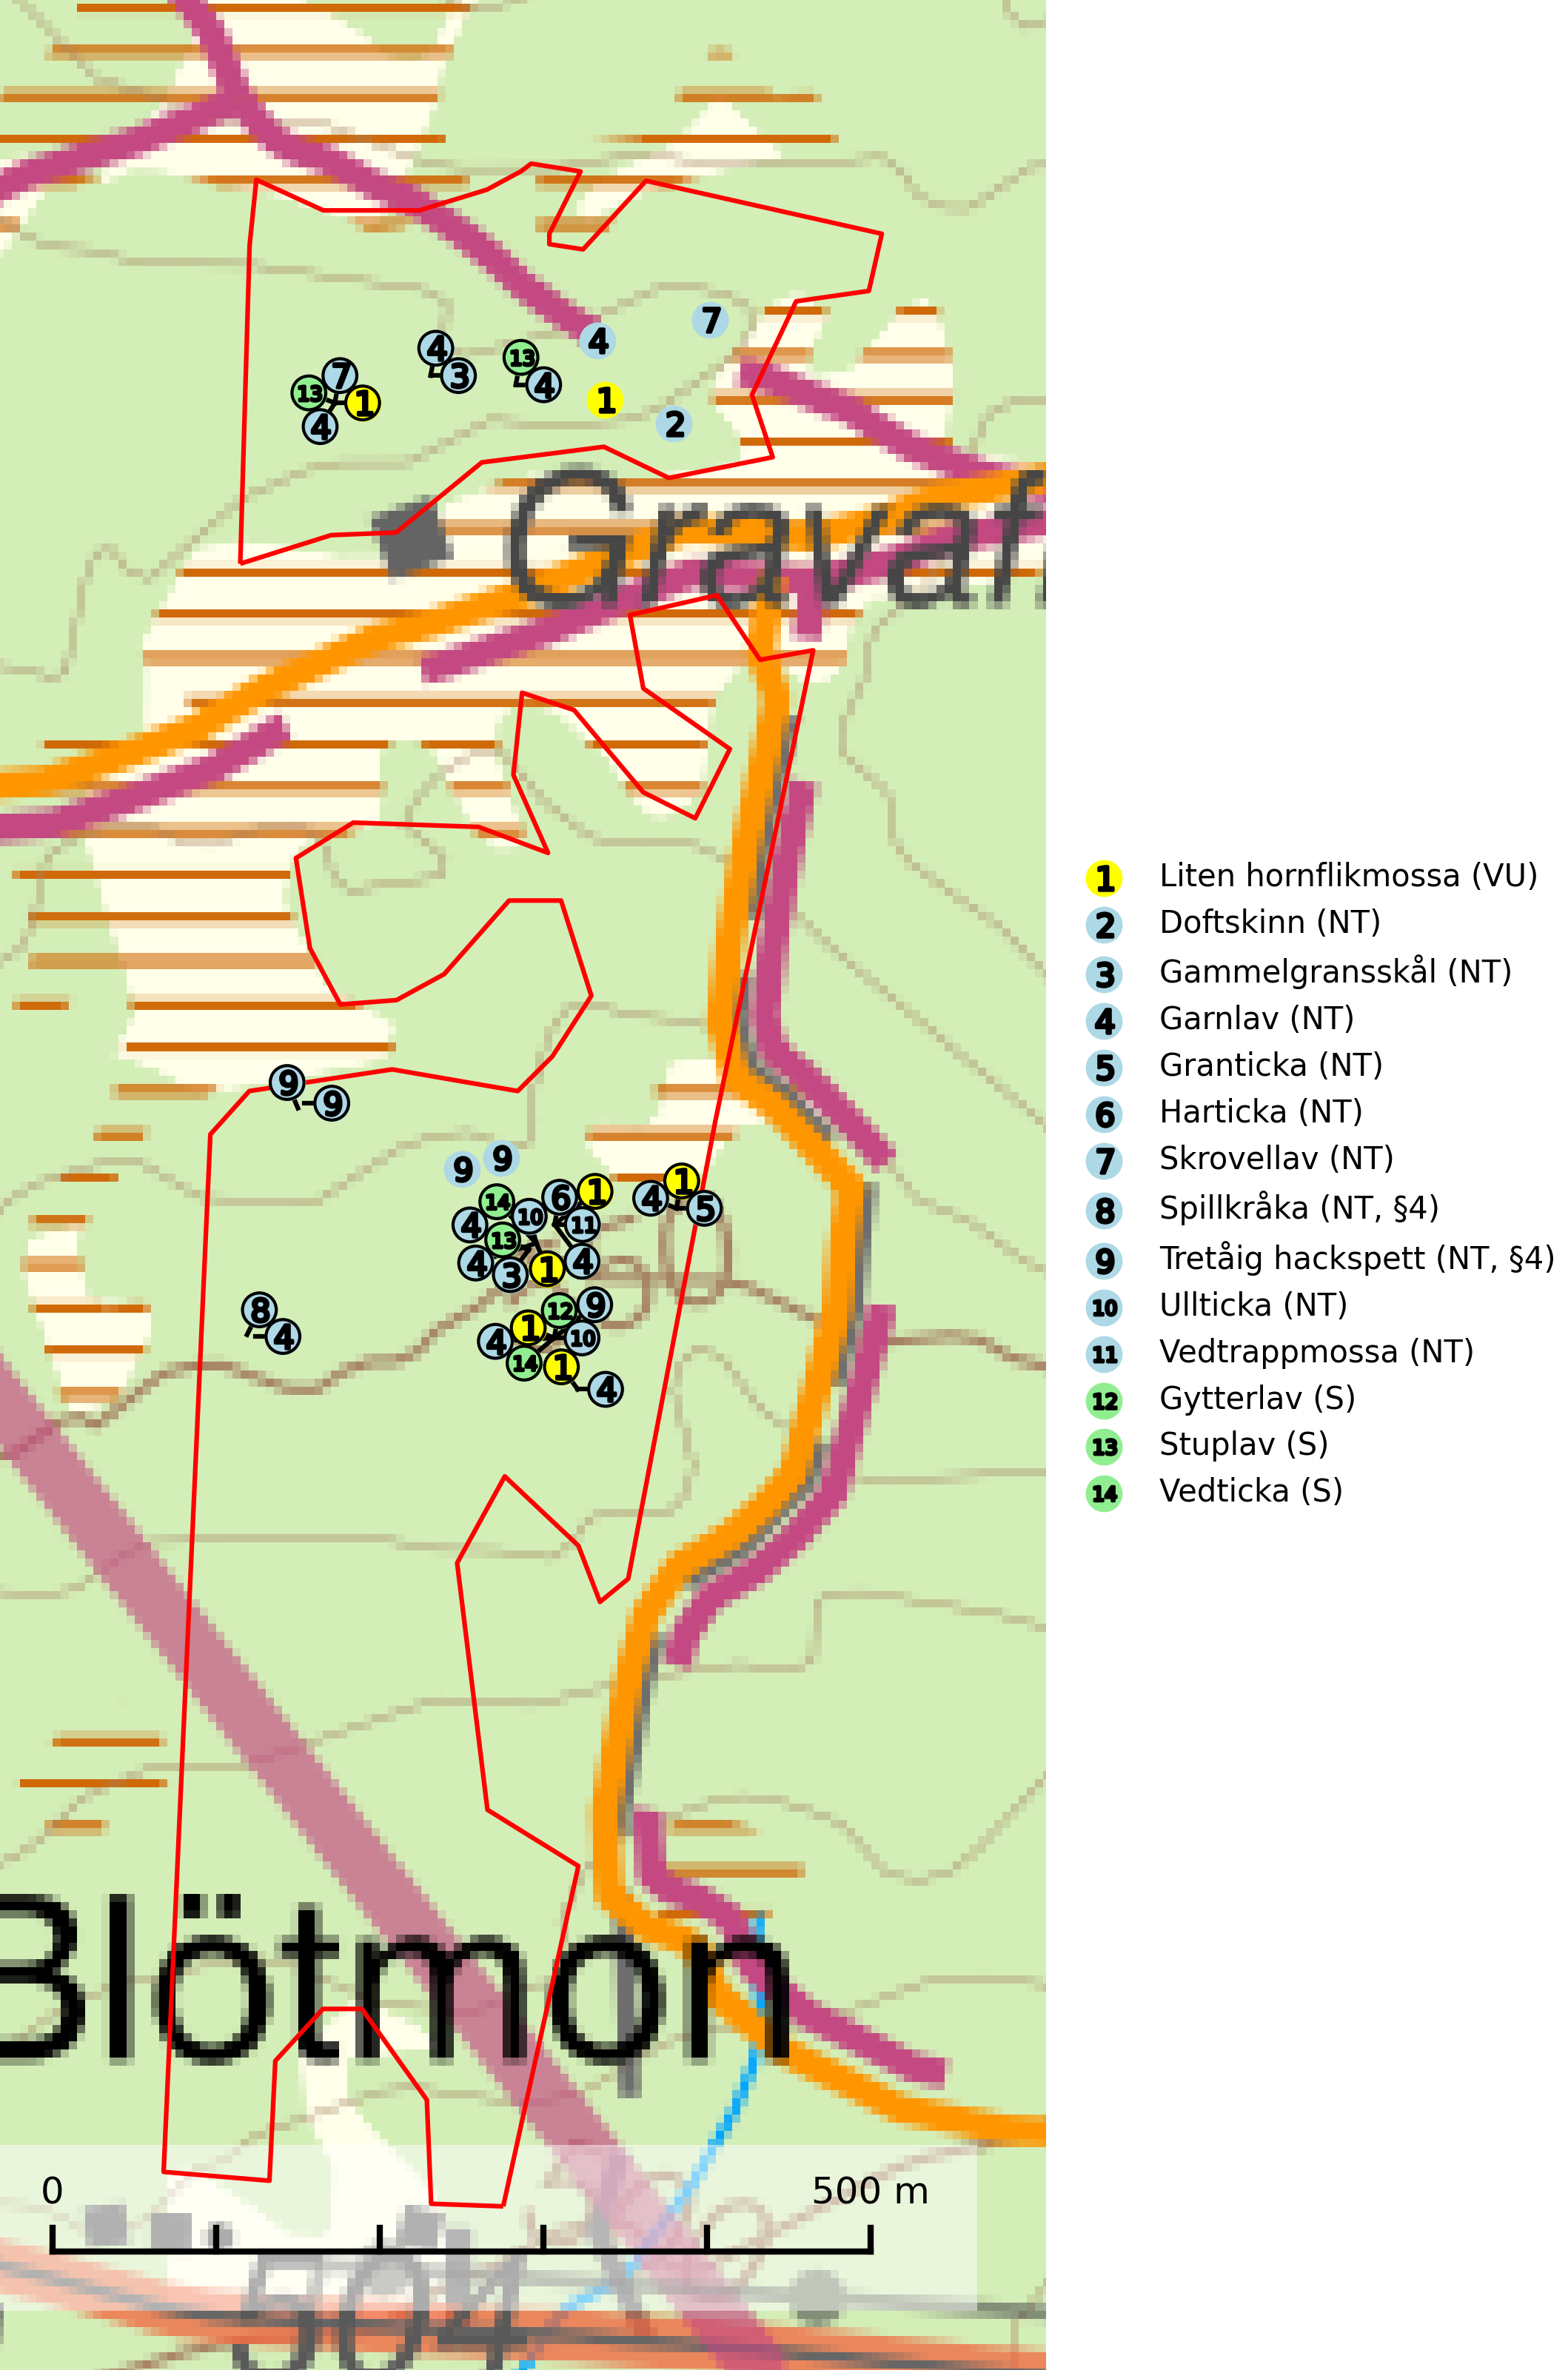 4
7
4
13
7
4
3
13
1
4
1
2
4
Gravaf
9
9
9
9
14
10
6
1
4
1
5
4
13
11
4
3
1
4
8
4
12
9
1
4
10
14
1
4
Blötmon
0
500 m
504
1 Liten hornflikmossa (VU)
2 Doftskinn (NT)
3 Gammelgransskål (NT)
4 Garnlav (NT)
5 Granticka (NT)
6 Harticka (NT)
7 Skrovellav (NT)
8 Spillkråka (NT, §4)
9 Tretåig hackspett (NT, §4)
10 Ullticka (NT)
11 Vedtrappmossa (NT)
12 Gytterlav (S)
13 Stuplav (S)
14 Vedticka (S)